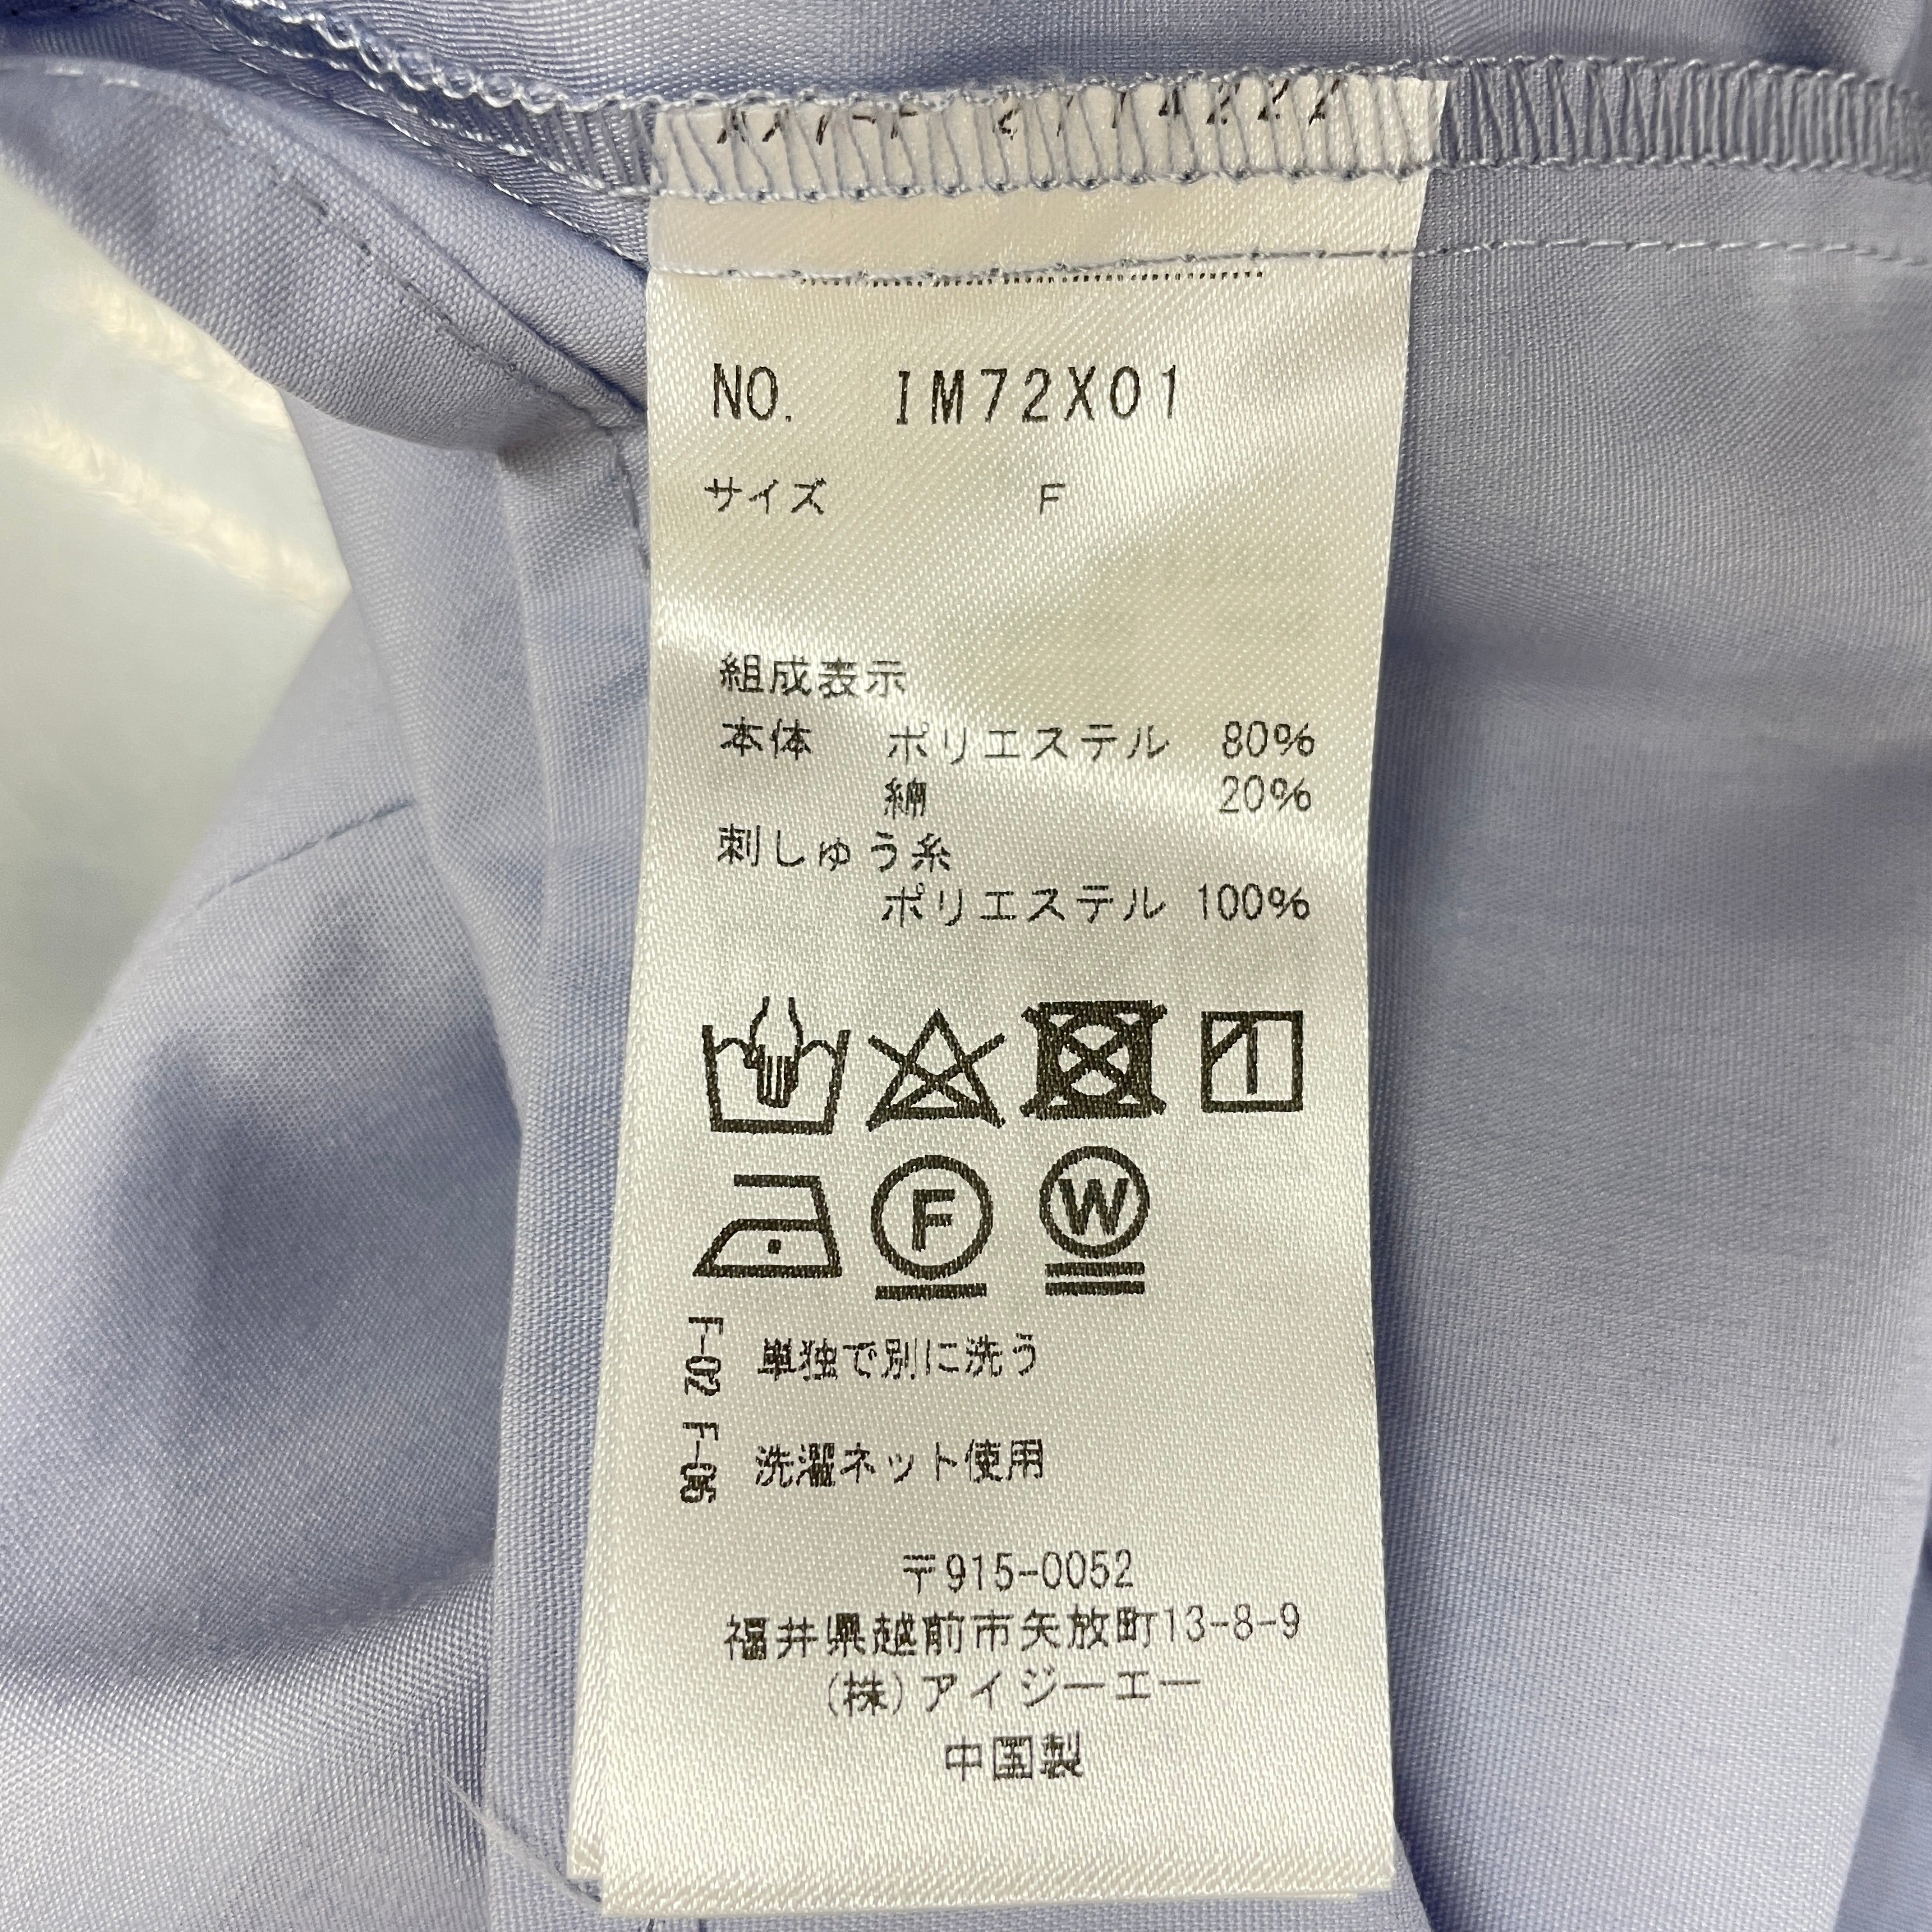 NO. IM72X01
サイズ F
組成表示
本体 ポリエステル 80%
綿 20%
刺しゅう糸
ポリエステル 100%
F
W
F-02 単独で別に洗う
F-06 洗濯ネット使用
〒915-0052
福井県越前市矢放町13-8-9
(株)アイジーエー
中国製